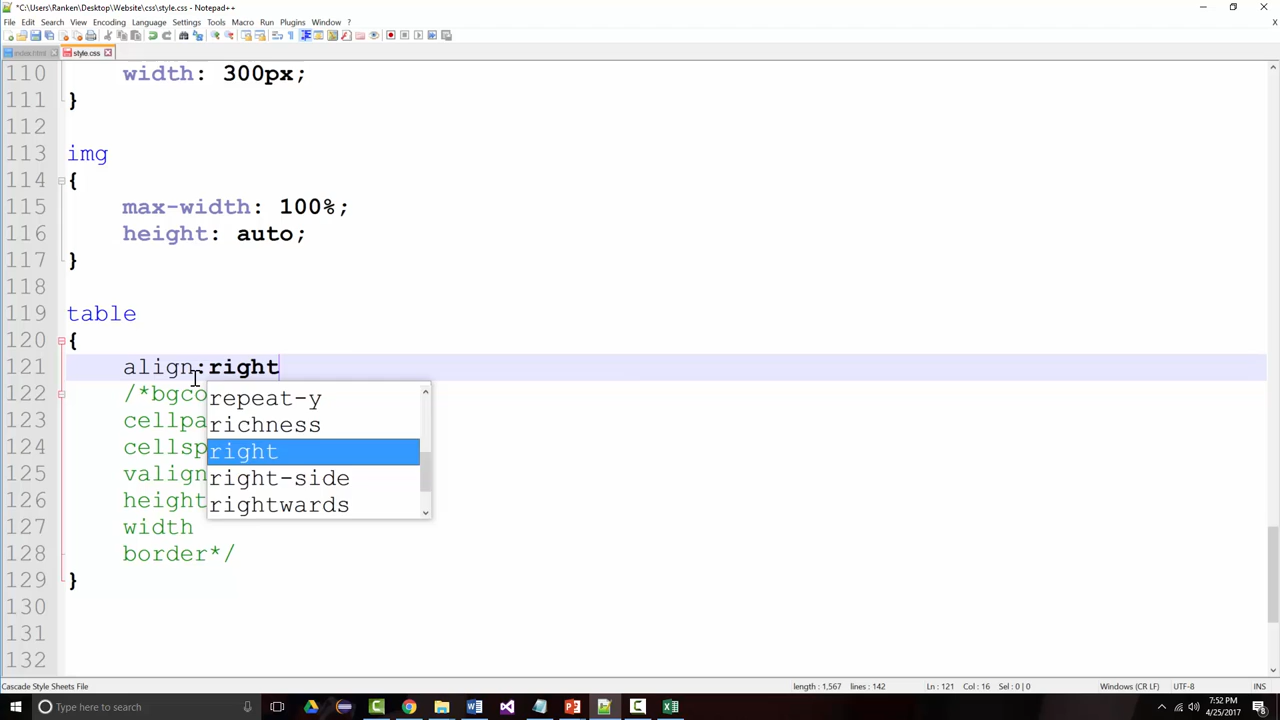 *C:\Users\Ranken\Desktop\Website\css\style.css - Notepad++
File Edit Search View Encoding Language Settings Tools Macro Run Plugins Window ? X
index.html style.css
110 width: 300px;
111 }
112
113 img
114 {
115 max-width: 100%;
116 height: auto;
117 }
118
119 table
120 {
121 align:right
122 /*bgco
repeat-y
123 cellpa
richness
124 cellsp
right
125 valign
right-side
126 height
rightwards
127 width
128 border*/
129 }
130
131
132
Cascade Style Sheets File length : 1,567 lines : 142 Ln : 121 Col : 16 Sel : 0 | 0 Windows (CR LF) UTF-8 INS
Type here to search 7:52 PM
4/25/2017